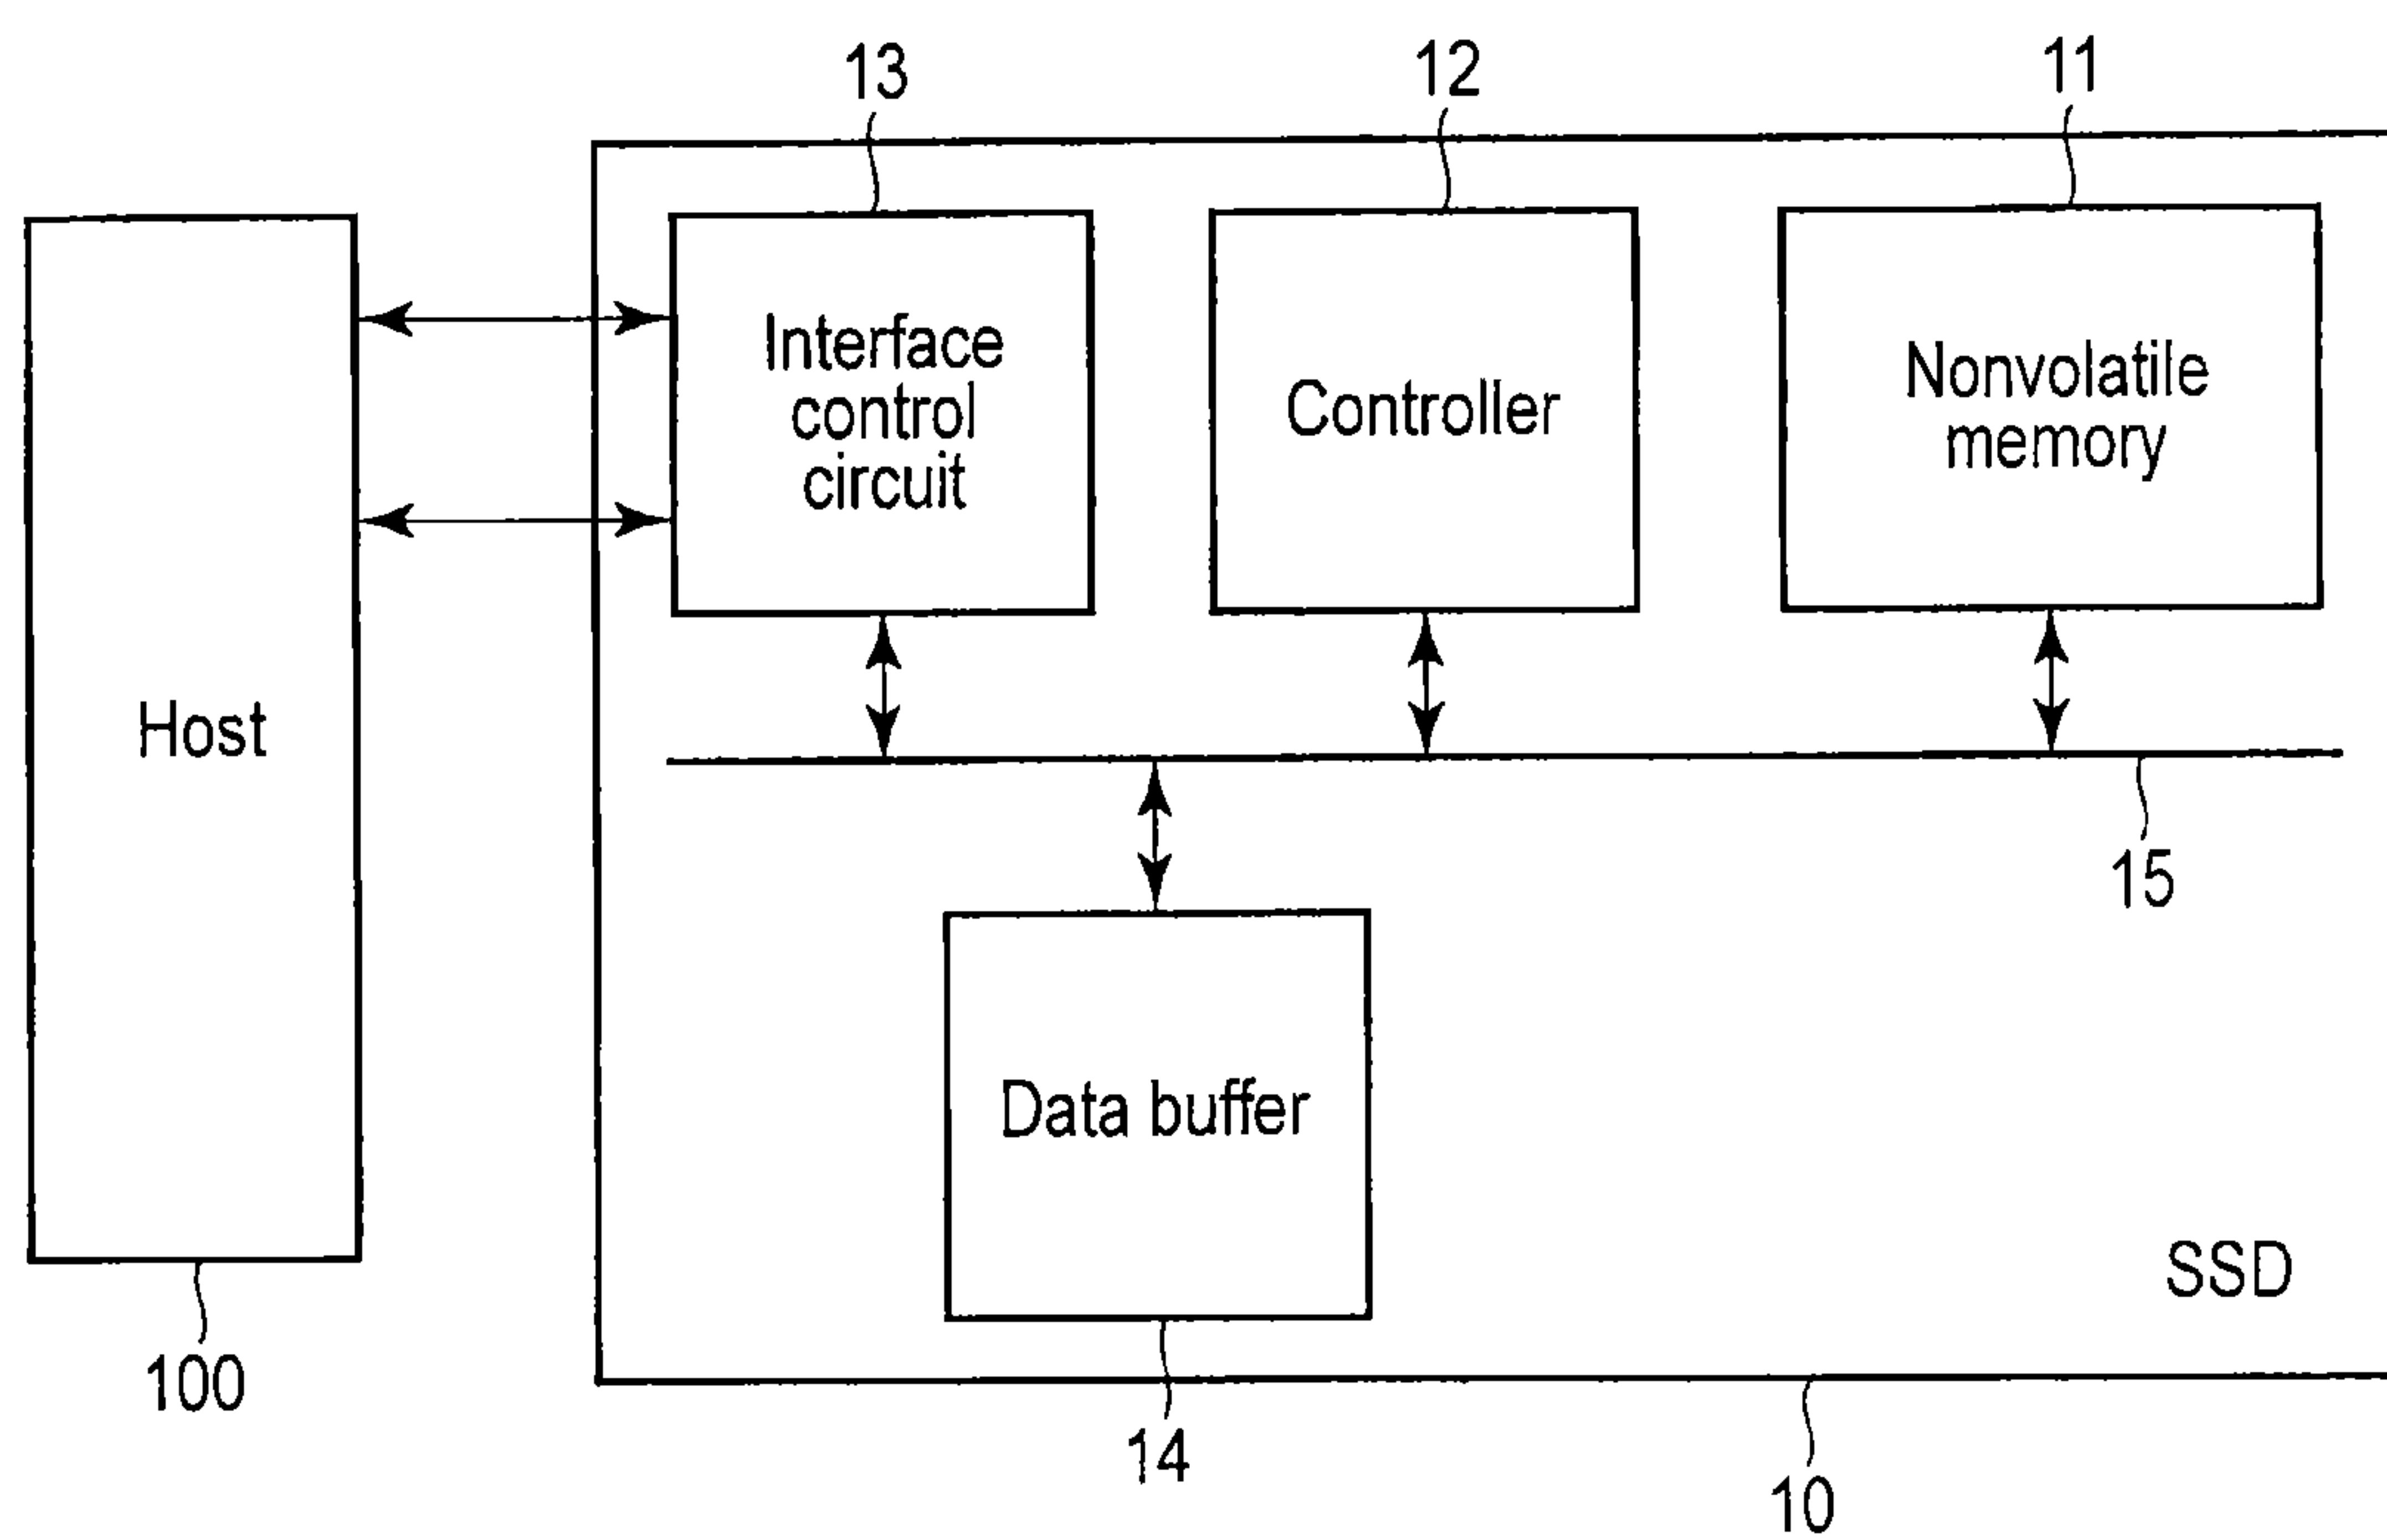 13
12
11
Interface
control
circuit
Controller
Nonvolatile
memory
Host
15
Data buffer
SSD
100
14
10